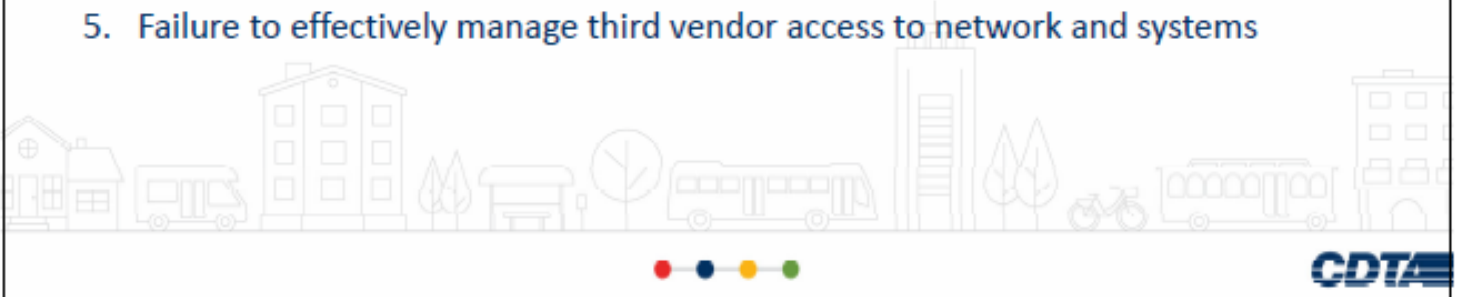 5. Failure to effectively manage third vendor access to network and systems
CDTA